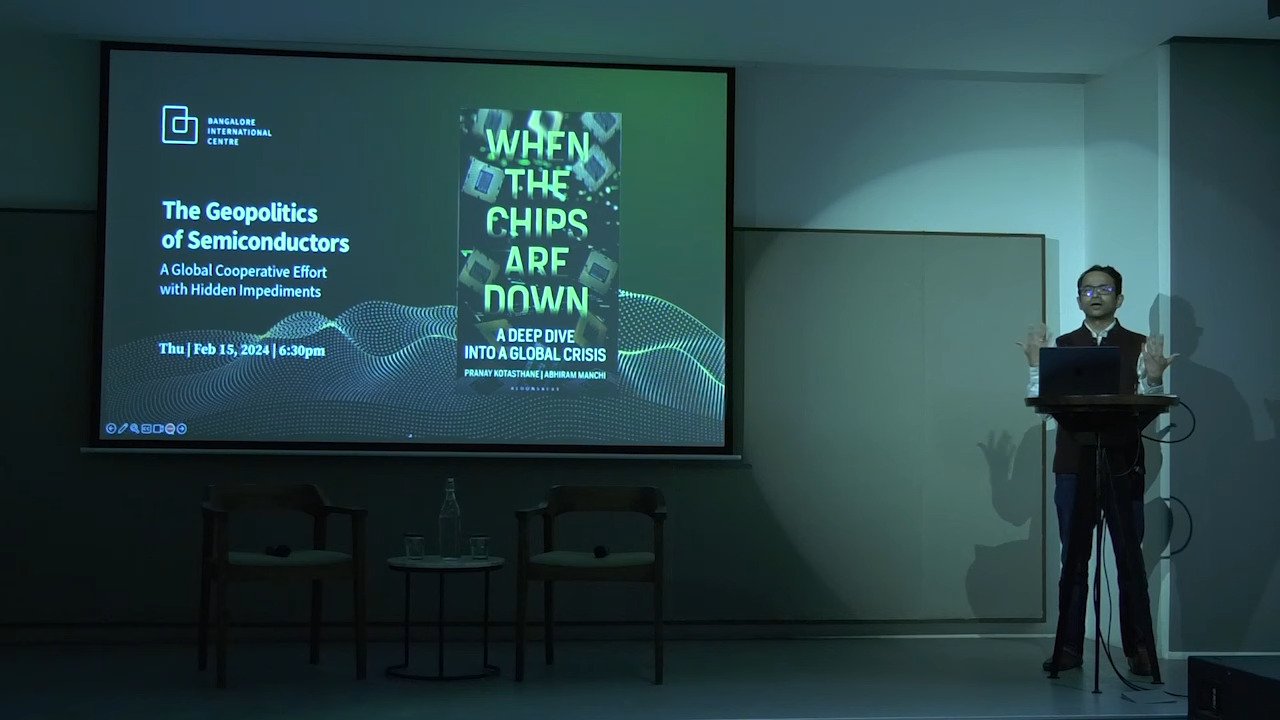 BANGALORE
INTERNATIONAL
CENTRE
The Geopolitics
of Semiconductors
A Global Cooperative Effort
with Hidden Impediments
Thu | Feb 15, 2024 | 6:30pm
WHEN
THE
CHIPS
ARE
DOWN
A DEEP DIVE
INTO A GLOBAL CRISIS
PRANAY KOTASTHANE | ABHIRAM MANCHI
BLOOMSBURY